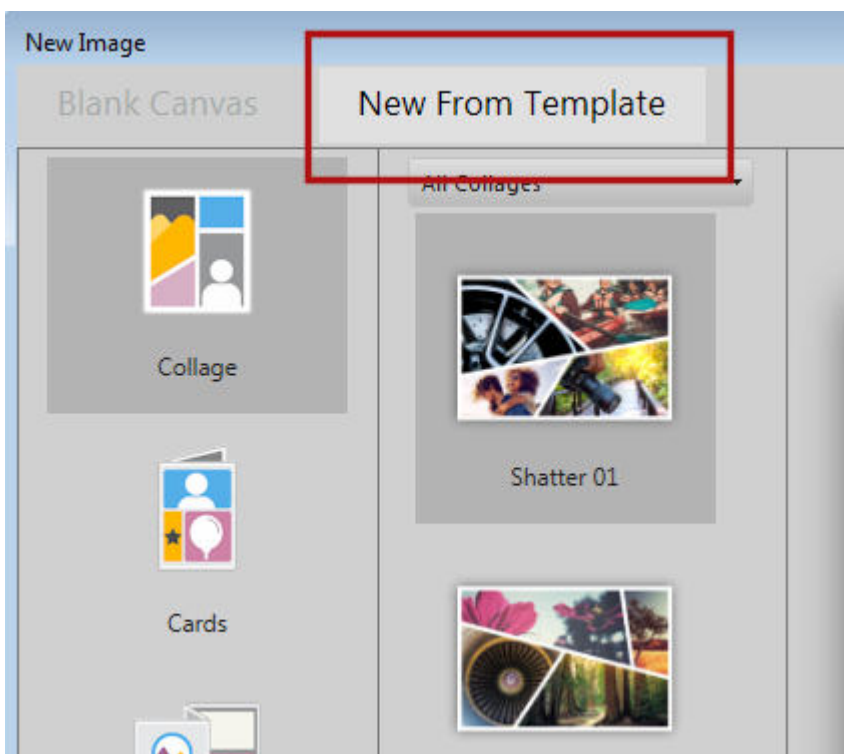 New Image
Blank Canvas
New From Template
All Collages
Collage
Shatter 01
Cards